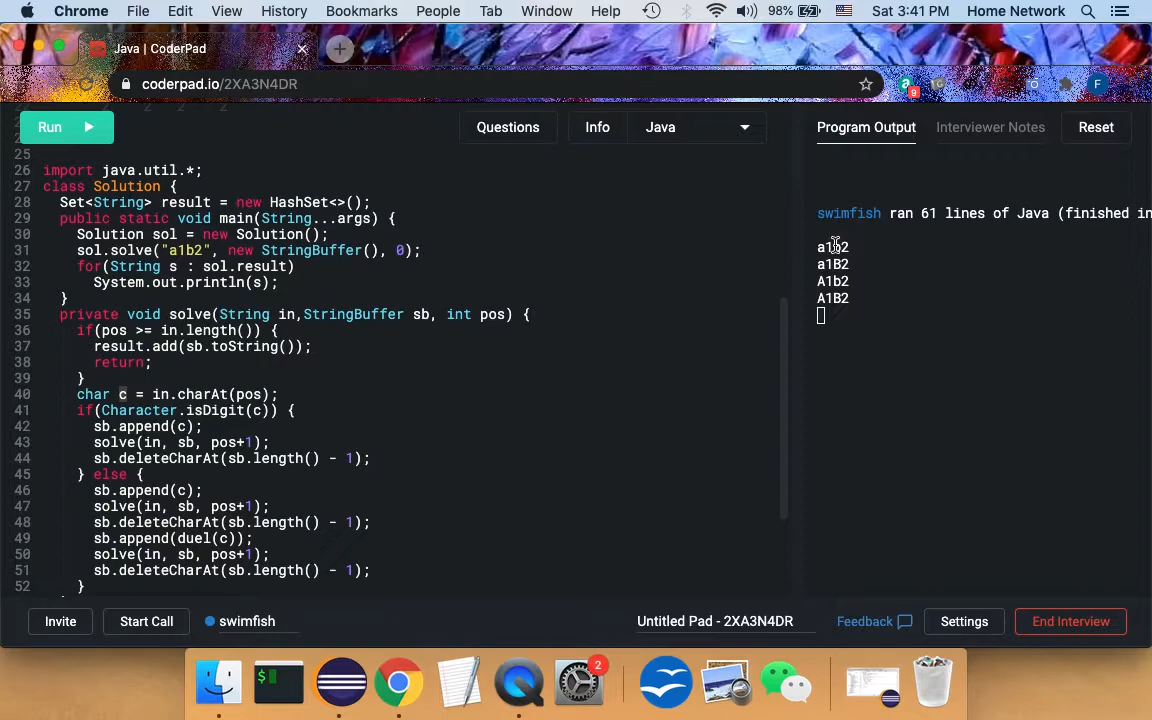 Chrome File Edit View History Bookmarks People Tab Window Help 98% Sat 3:41 PM Home Network
Java | CoderPad
coderpad.io/2XA3N4DR
9
F
Run
Questions
Info
Java
Program Output
Interviewer Notes
Reset
25
26 import java.util.*;
27 class Solution {
28 Set<String> result = new HashSet<>();
29 public static void main(String...args) {
30 Solution sol = new Solution();
31 sol.solve("a1b2", new StringBuffer(), 0);
32 for(String s : sol.result)
33 System.out.println(s);
34 }
35 private void solve(String in,StringBuffer sb, int pos) {
36 if(pos >= in.length()) {
37 result.add(sb.toString());
38 return;
39 }
40 char c = in.charAt(pos);
41 if(Character.isDigit(c)) {
42 sb.append(c);
43 solve(in, sb, pos+1);
44 sb.deleteCharAt(sb.length() - 1);
45 } else {
46 sb.append(c);
47 solve(in, sb, pos+1);
48 sb.deleteCharAt(sb.length() - 1);
49 sb.append(duel(c));
50 solve(in, sb, pos+1);
51 sb.deleteCharAt(sb.length() - 1);
52 }
swimfish ran 61 lines of Java (finished in
a1b2
a1B2
A1b2
A1B2
Invite
Start Call
swimfish
Untitled Pad - 2XA3N4DR
Feedback
Settings
End Interview
$
2